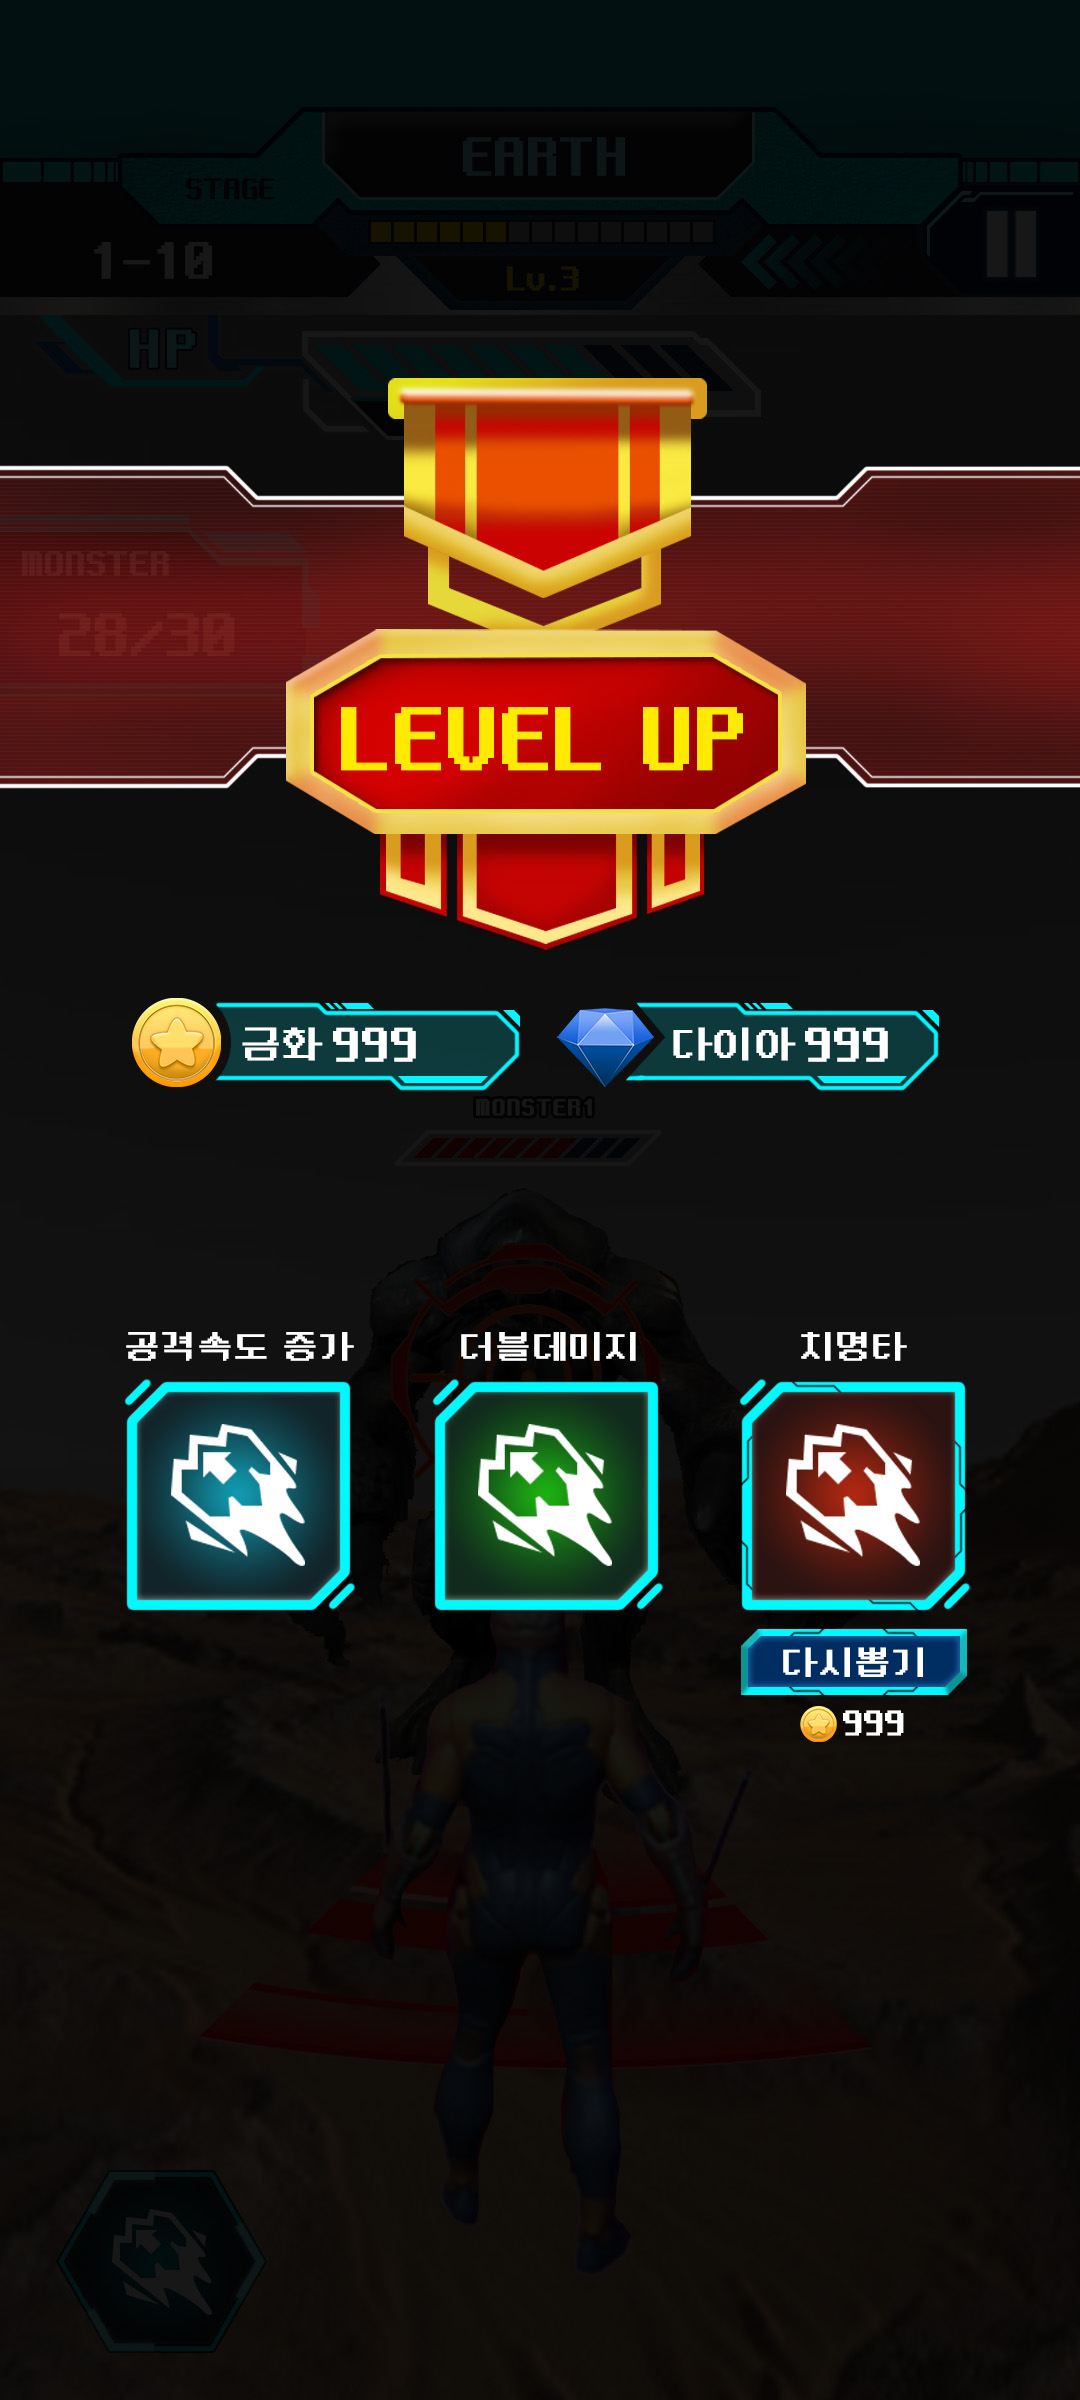 EARTH
STAGE
1-10
Lv.3
HP
MONSTER
28/30
LEVEL UP
금화 999
다이아 999
MONSTER1
공격속도 증가
더블데미지
치명타
다시뽑기
999